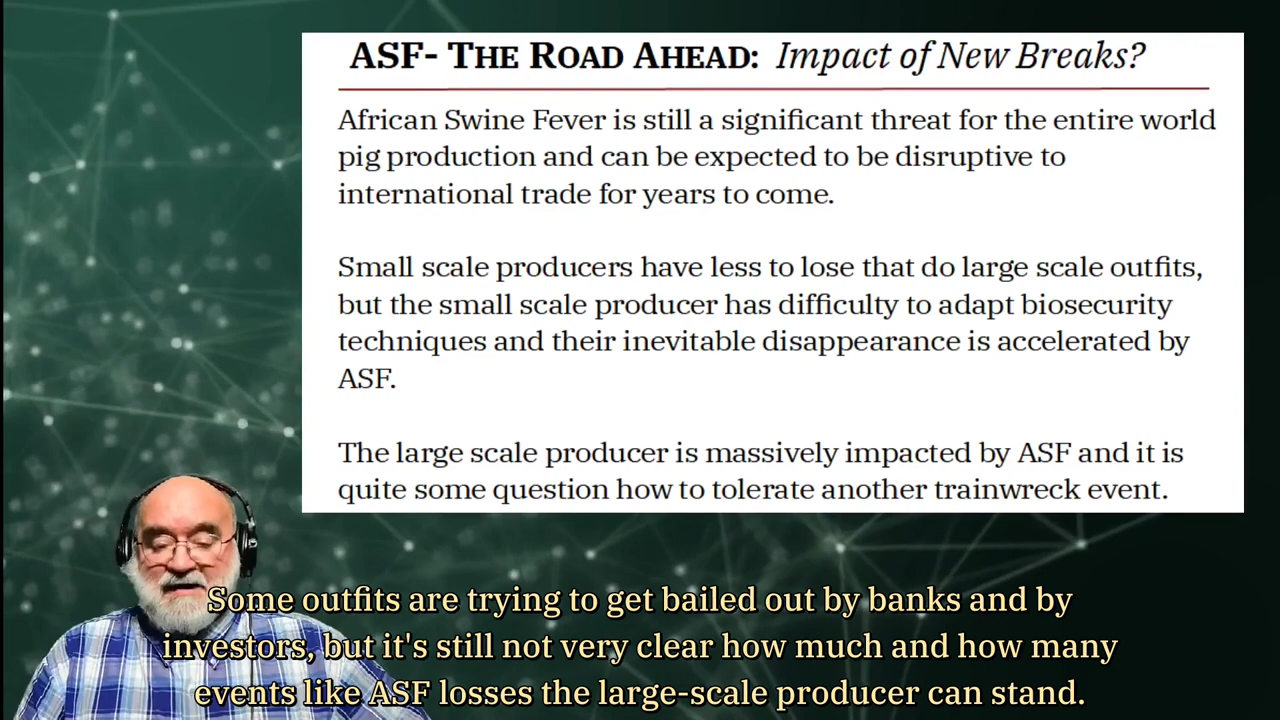 ASF- THE ROAD AHEAD: Impact of New Breaks?
African Swine Fever is still a significant threat for the entire world
pig production and can be expected to be disruptive to
international trade for years to come.
Small scale producers have less to lose that do large scale outfits,
but the small scale producer has difficulty to adapt biosecurity
techniques and their inevitable disappearance is accelerated by
ASF.
The large scale producer is massively impacted by ASF and it is
quite some question how to tolerate another trainwreck event.
Some outfits are trying to get bailed out by banks and by
investors, but it's still not very clear how much and how many
events like ASF losses the large-scale producer can stand.